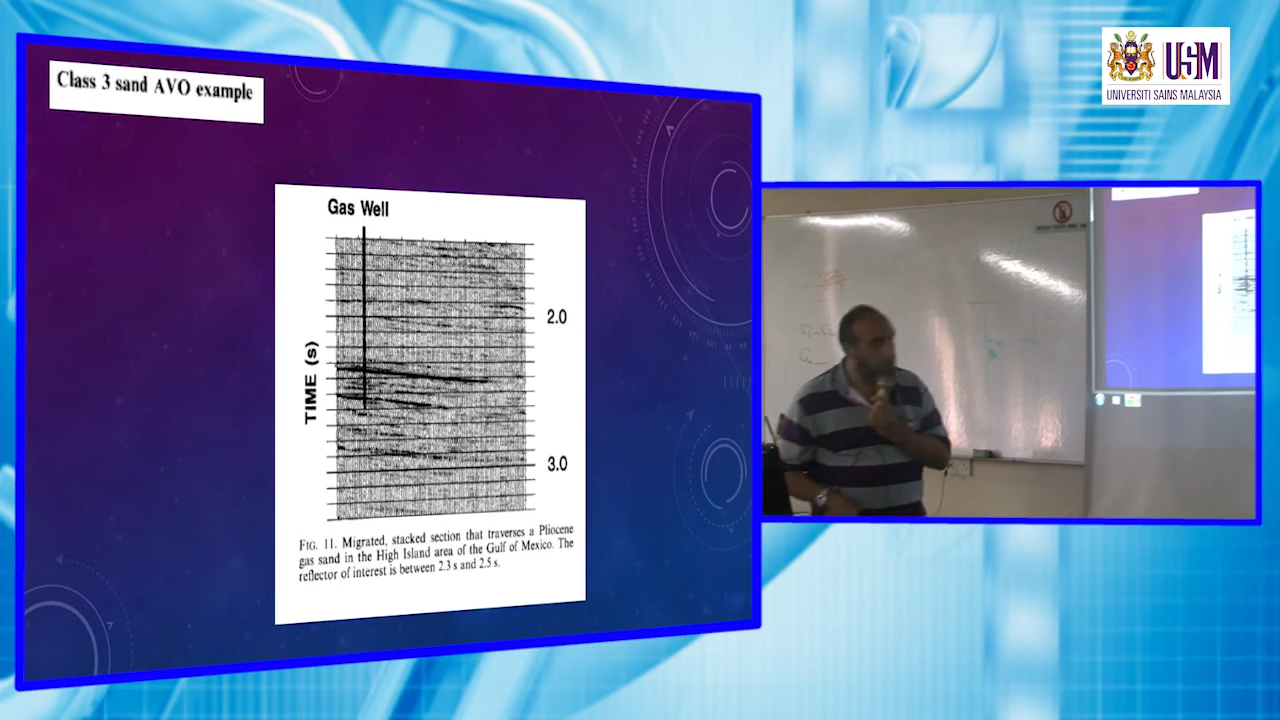 Class 3 sand AVO example
Gas Well
2.0
TIME (s)
3.0
FIG. 11. Migrated, stacked section that traverses a Pliocene
gas sand in the High Island area of the Gulf of Mexico. The
reflector of interest is between 2.3 s and 2.5 s.
USM
UNIVERSITI SAINS MALAYSIA